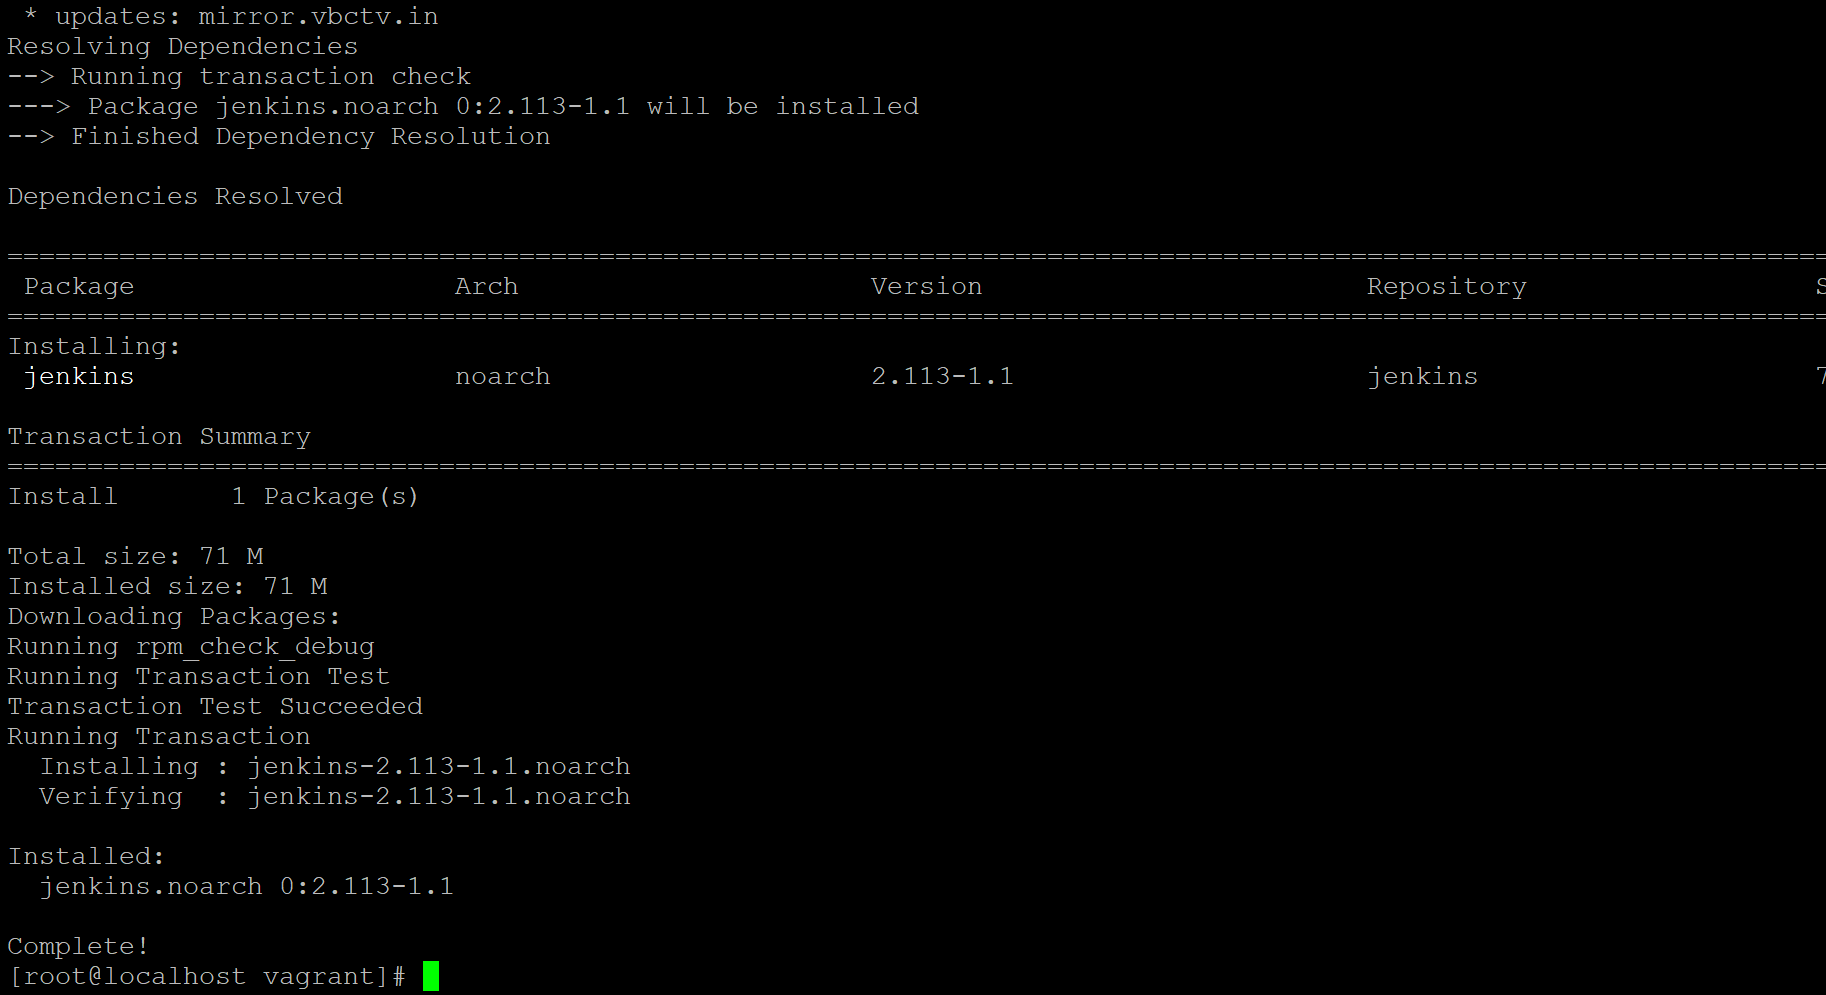 * updates: mirror.vbctv.in
Resolving Dependencies
--> Running transaction check
---> Package jenkins.noarch 0:2.113-1.1 will be installed
--> Finished Dependency Resolution

Dependencies Resolved

==================================================================================================================
 Package                    Arch                      Version                        Repository                  S
==================================================================================================================
Installing:
 jenkins                    noarch                    2.113-1.1                      jenkins                     7

Transaction Summary
==================================================================================================================
Install       1 Package(s)

Total size: 71 M
Installed size: 71 M
Downloading Packages:
Running rpm_check_debug
Running Transaction Test
Transaction Test Succeeded
Running Transaction
  Installing : jenkins-2.113-1.1.noarch
  Verifying  : jenkins-2.113-1.1.noarch

Installed:
  jenkins.noarch 0:2.113-1.1

Complete!
[root@localhost vagrant]#